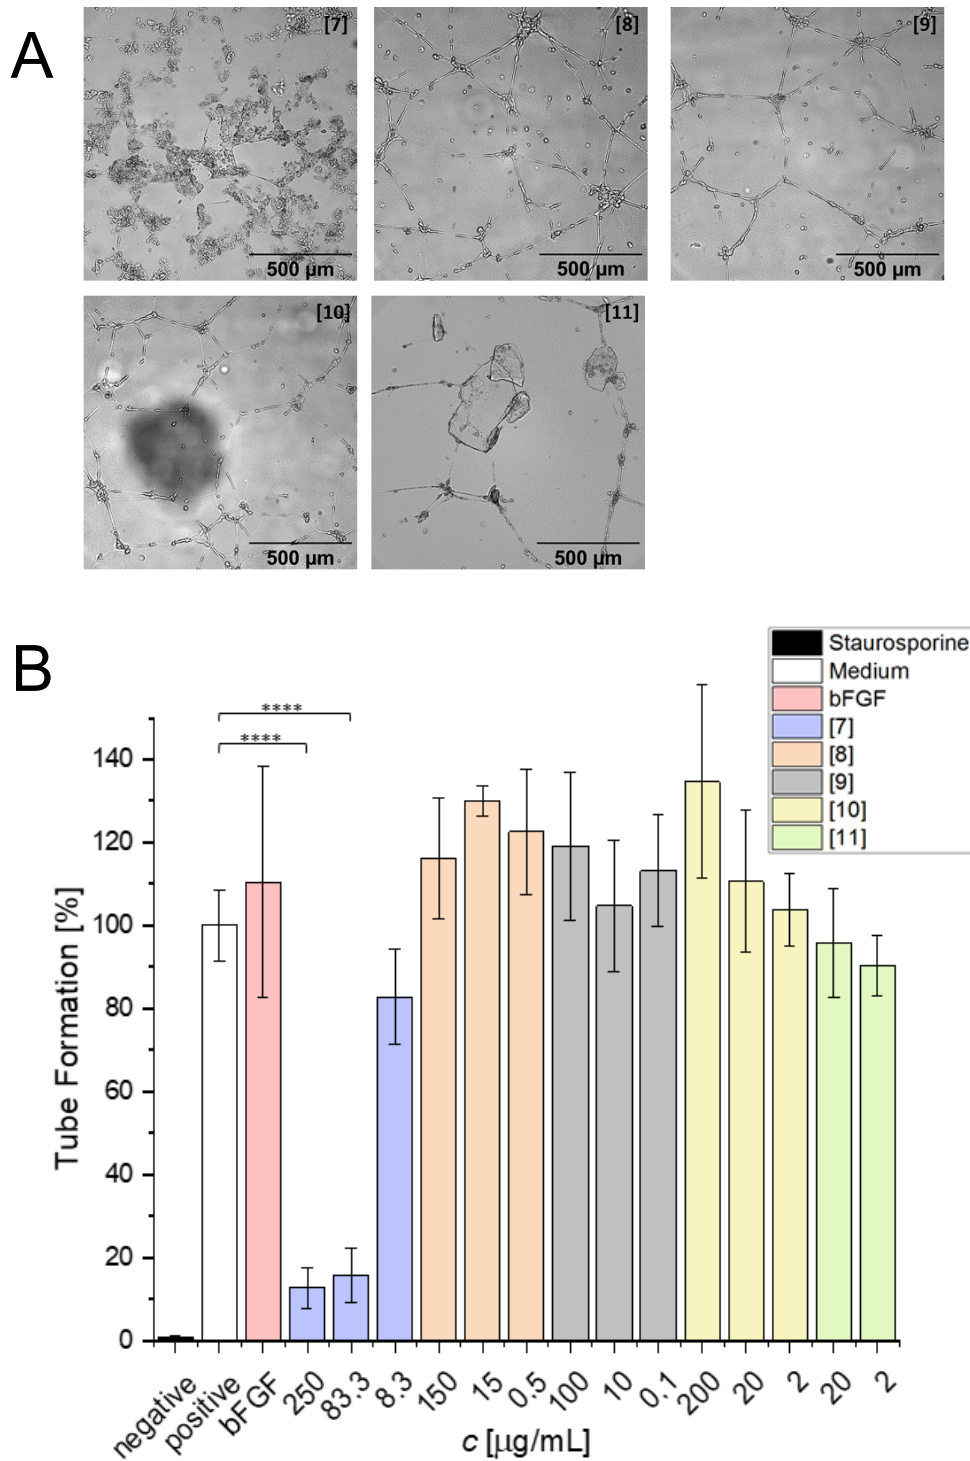 A
[7]
500 µm
[8]
500 µm
[9]
500 µm
[10]
500 µm
[11]
500 µm
B
Staurosporine
Medium
bFGF
[7]
[8]
[9]
[10]
[11]
****
****
Tube Formation [%]
140
120
100
80
60
40
20
0
negative
positive
bFGF
250
83,3
8,3
150
15
0,5
100
10
0,1
200
20
2
20
2
c [µg/mL]